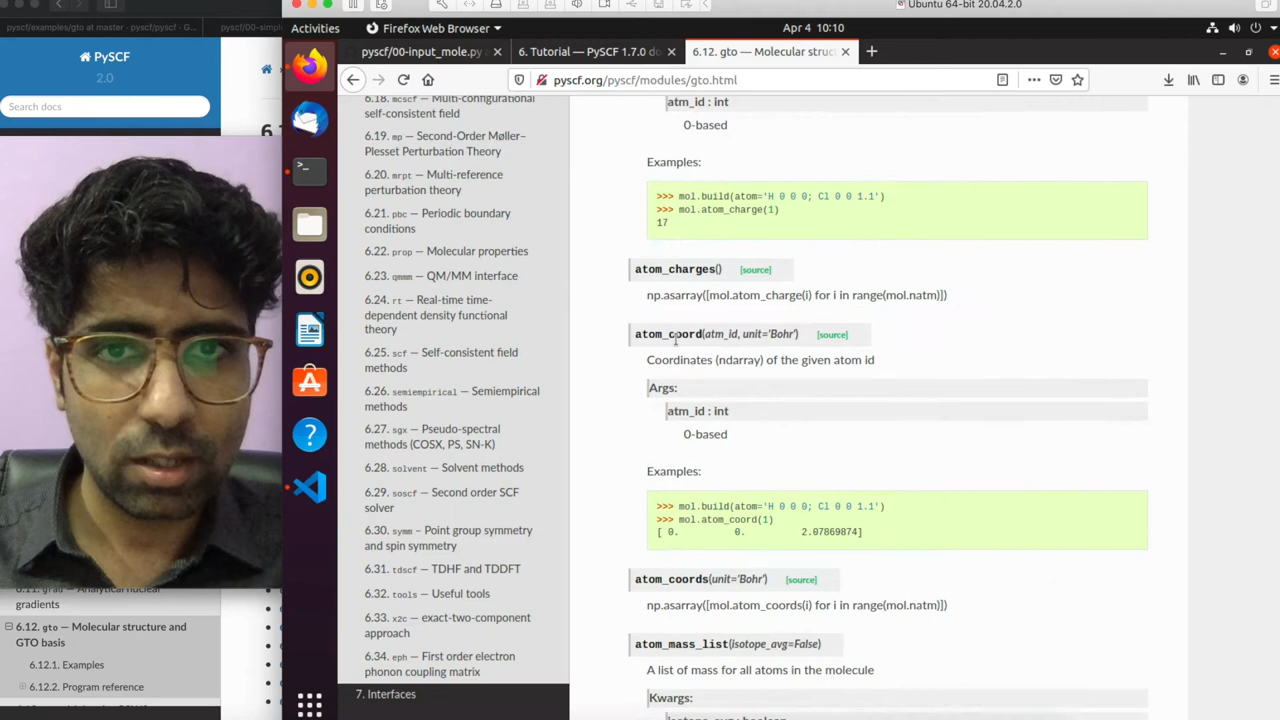 Ubuntu 64-bit 20.04.2.0
pyscf/examples/gto at master · pyscf/pyscf · G...
Activities
Firefox Web Browser
Apr 4 10:10
PySCF
2.0
Search docs
pyscf/00-input_mole.py
6. Tutorial — PySCF 1.7.0 do
6.12. gto — Molecular struc
pyscf.org/pyscf/modules/gto.html
6.18. mcscf — Multi-configurational
self-consistent field
6.19. mp — Second-Order Møller–
Plesset Perturbation Theory
6.20. mrpt — Multi-reference
perturbation theory
6.21. pbc — Periodic boundary
conditions
6.22. prop — Molecular properties
6.23. qmmm — QM/MM interface
6.24. rt — Real-time time-
dependent density functional
theory
6.25. scf — Self-consistent field
methods
6.26. semiempirical — Semiempirical
methods
6.27. sgx — Pseudo-spectral
methods (COSX, PS, SN-K)
6.28. solvent — Solvent methods
6.29. soscf — Second order SCF
solver
6.30. symm – Point group symmetry
and spin symmetry
6.31. tdscf — TDHF and TDDFT
6.32. tools — Useful tools
6.33. x2c — exact-two-component
approach
6.34. eph — First order electron
phonon coupling matrix
7. Interfaces
atm_id : int
0-based
Examples:
>>> mol.build(atom='H 0 0 0; Cl 0 0 1.1')
>>> mol.atom_charge(1)
17
atom_charges() [source]
np.asarray([mol.atom_charge(i) for i in range(mol.natm)])
atom_coord(atm_id, unit='Bohr') [source]
Coordinates (ndarray) of the given atom id
Args:
atm_id : int
0-based
Examples:
>>> mol.build(atom='H 0 0 0; Cl 0 0 1.1')
>>> mol.atom_coord(1)
[ 0. 0. 2.07869874]
atom_coords(unit='Bohr') [source]
np.asarray([mol.atom_coords(i) for i in range(mol.natm)])
atom_mass_list(isotope_avg=False)
A list of mass for all atoms in the molecule
Kwargs:
gradients
6.12. gto — Molecular structure and
GTO basis
6.12.1. Examples
6.12.2. Program reference